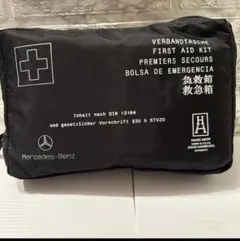 VERBANDTASCHE
FIRST AID KIT
PREMIERS SECOURS
BOLSA DE EMERGENCIA
急救箱
救急箱
Inhalt nach DIN 13164
und gesetzlicher Vorschrift §35 h STVZO
Mercedes-Benz